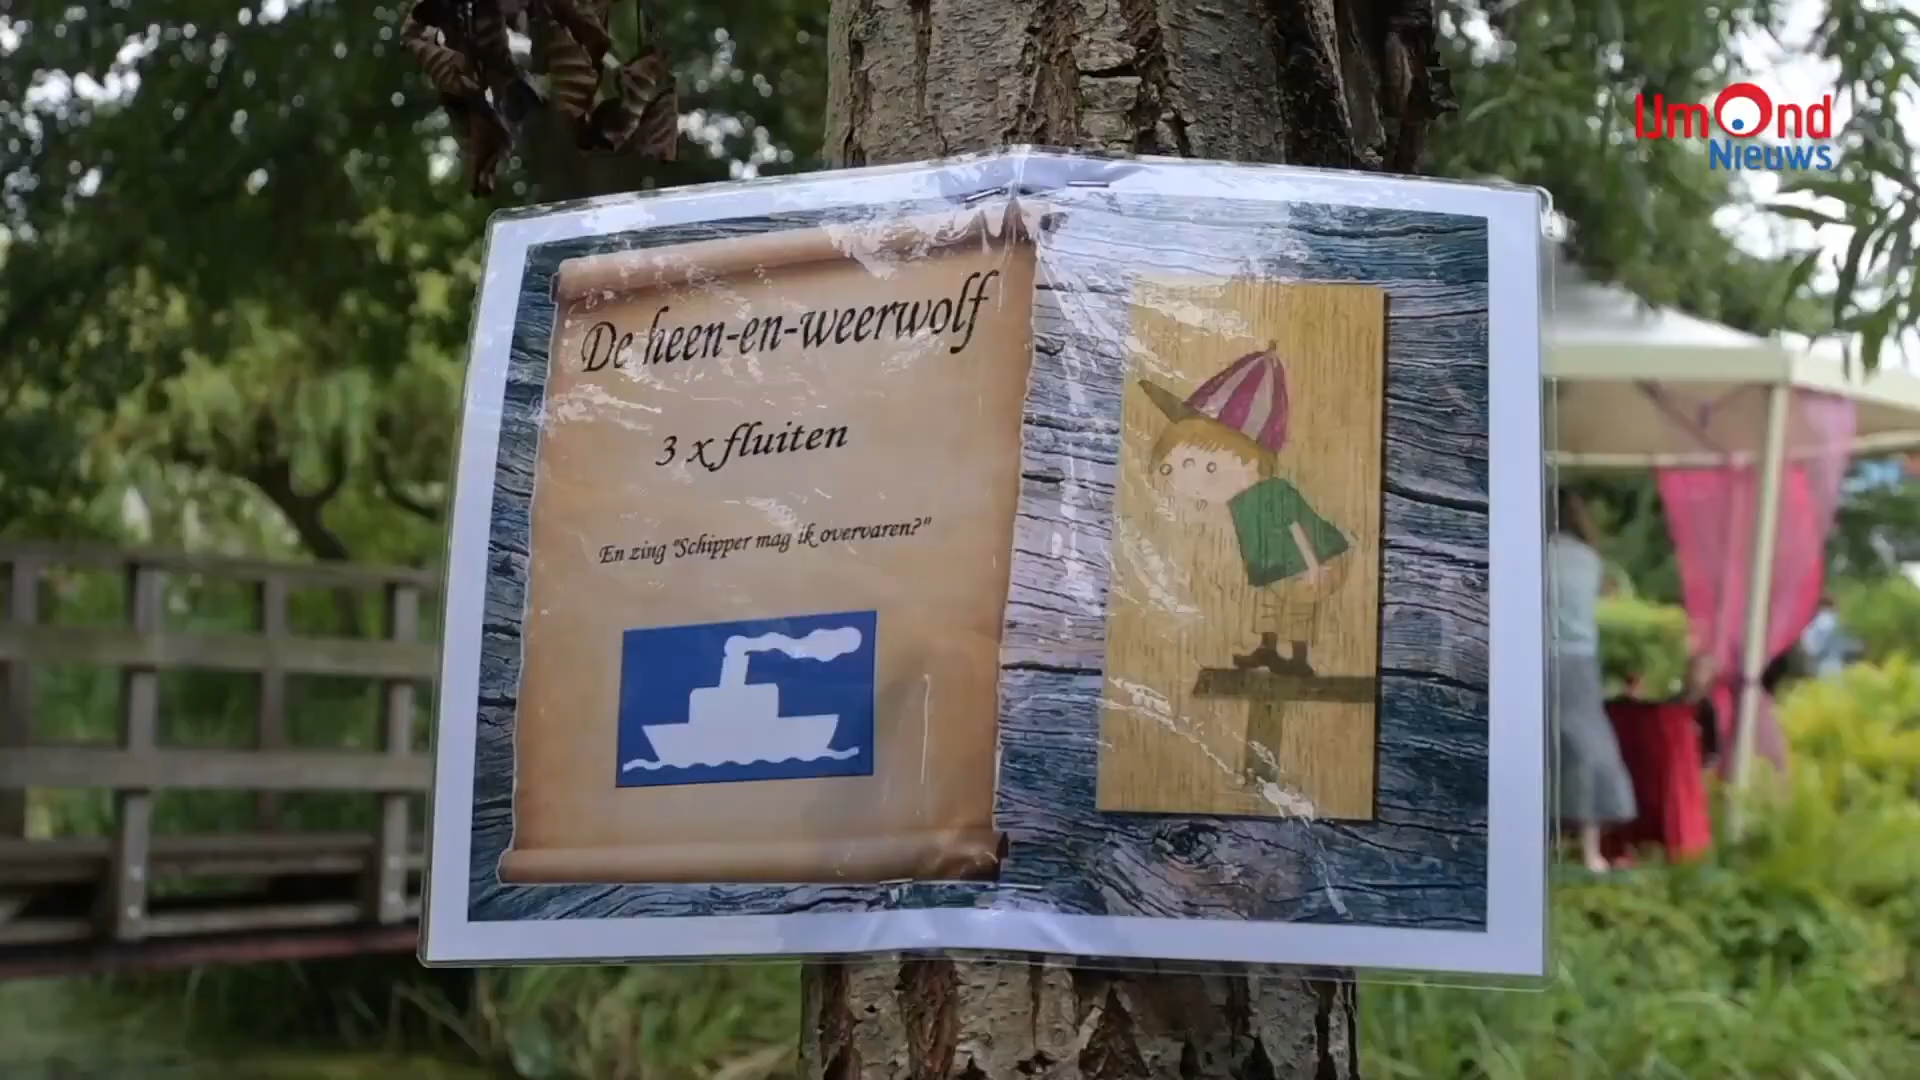 IJmOnd
Nieuws
De heen-en-weerwolf
3 x fluiten
En zing "Schipper mag ik overvaren?"